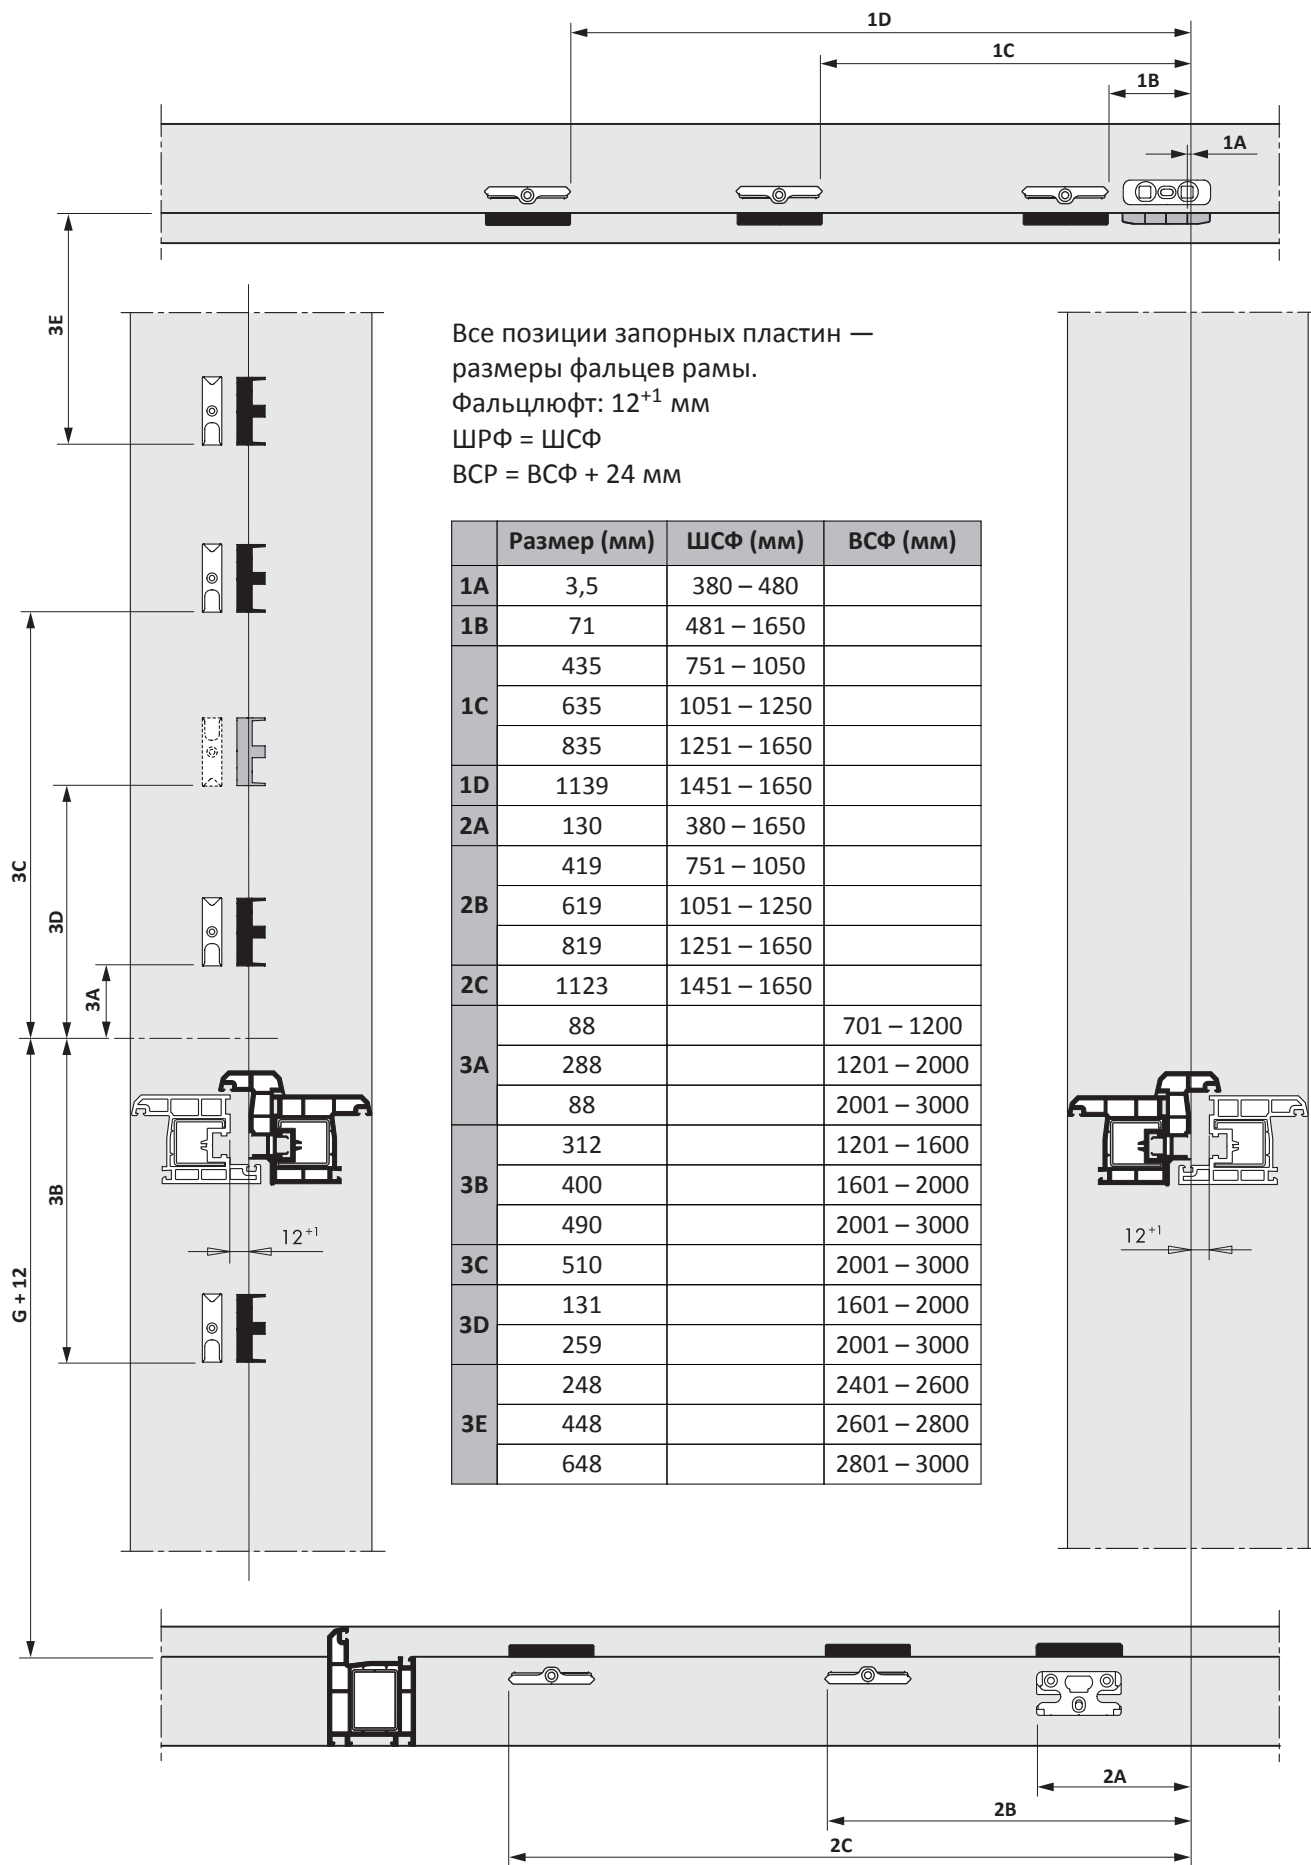 1D
1C
1B
1A
3E
Все позиции запорных пластин —
размеры фальцев рамы.
Фальцлюфт: 12+1 мм
ШРФ = ШСФ
ВСР = ВСФ + 24 мм
Размер (мм) ШСФ (мм) ВСФ (мм)
1A 3,5 380 – 480
1B 71 481 – 1650
1C 435 751 – 1050
635 1051 – 1250
835 1251 – 1650
1D 1139 1451 – 1650
2A 130 380 – 1650
2B 419 751 – 1050
619 1051 – 1250
819 1251 – 1650
2C 1123 1451 – 1650
3A 88 701 – 1200
288 1201 – 2000
88 2001 – 3000
3B 312 1201 – 1600
400 1601 – 2000
490 2001 – 3000
3C 510 2001 – 3000
3D 131 1601 – 2000
259 2001 – 3000
3E 248 2401 – 2600
448 2601 – 2800
648 2801 – 3000
3C
3D
3A
3B
G + 12
12+1
12+1
2A
2B
2C